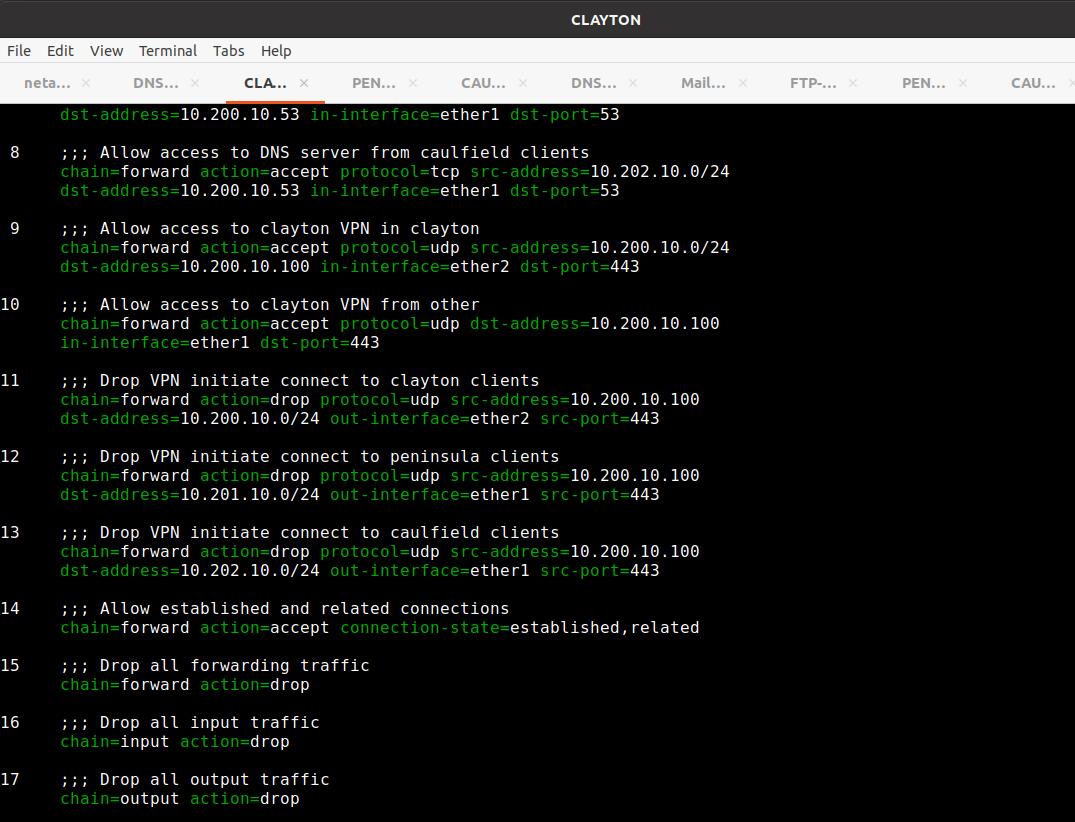 CLAYTON
File Edit View Terminal Tabs Help
neta... × DNS... × CLA... × PEN... × CAU... × DNS... × Mail... × FTP-... × PEN... × CAU... ×
dst-address=10.200.10.53 in-interface=ether1 dst-port=53
8 ;;; Allow access to DNS server from caulfield clients
chain=forward action=accept protocol=tcp src-address=10.202.10.0/24
dst-address=10.200.10.53 in-interface=ether1 dst-port=53
9 ;;; Allow access to clayton VPN in clayton
chain=forward action=accept protocol=udp src-address=10.200.10.0/24
dst-address=10.200.10.100 in-interface=ether2 dst-port=443
10 ;;; Allow access to clayton VPN from other
chain=forward action=accept protocol=udp dst-address=10.200.10.100
in-interface=ether1 dst-port=443
11 ;;; Drop VPN initiate connect to clayton clients
chain=forward action=drop protocol=udp src-address=10.200.10.100
dst-address=10.200.10.0/24 out-interface=ether2 src-port=443
12 ;;; Drop VPN initiate connect to peninsula clients
chain=forward action=drop protocol=udp src-address=10.200.10.100
dst-address=10.201.10.0/24 out-interface=ether1 src-port=443
13 ;;; Drop VPN initiate connect to caulfield clients
chain=forward action=drop protocol=udp src-address=10.200.10.100
dst-address=10.202.10.0/24 out-interface=ether1 src-port=443
14 ;;; Allow established and related connections
chain=forward action=accept connection-state=established,related
15 ;;; Drop all forwarding traffic
chain=forward action=drop
16 ;;; Drop all input traffic
chain=input action=drop
17 ;;; Drop all output traffic
chain=output action=drop